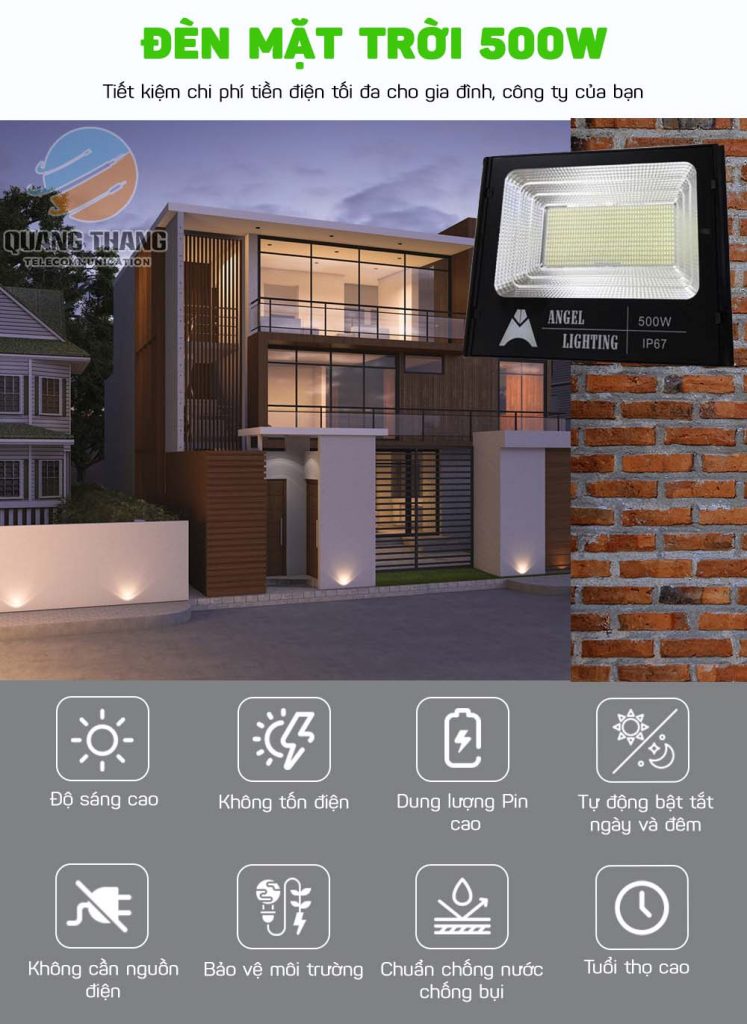 ĐÈN MẶT TRỜI 500W
Tiết kiệm chi phí tiền điện tối đa cho gia đình, công ty của bạn
QUANG THANG
TELECOMMUNICATION
ANGEL
LIGHTING
500W
IP67
Độ sáng cao
Không tốn điện
Dung lượng Pin
cao
Tự động bật tắt
ngày và đêm
Không cần nguồn
điện
Bảo vệ môi trường
Chuẩn chống nước
chống bụi
Tuổi thọ cao